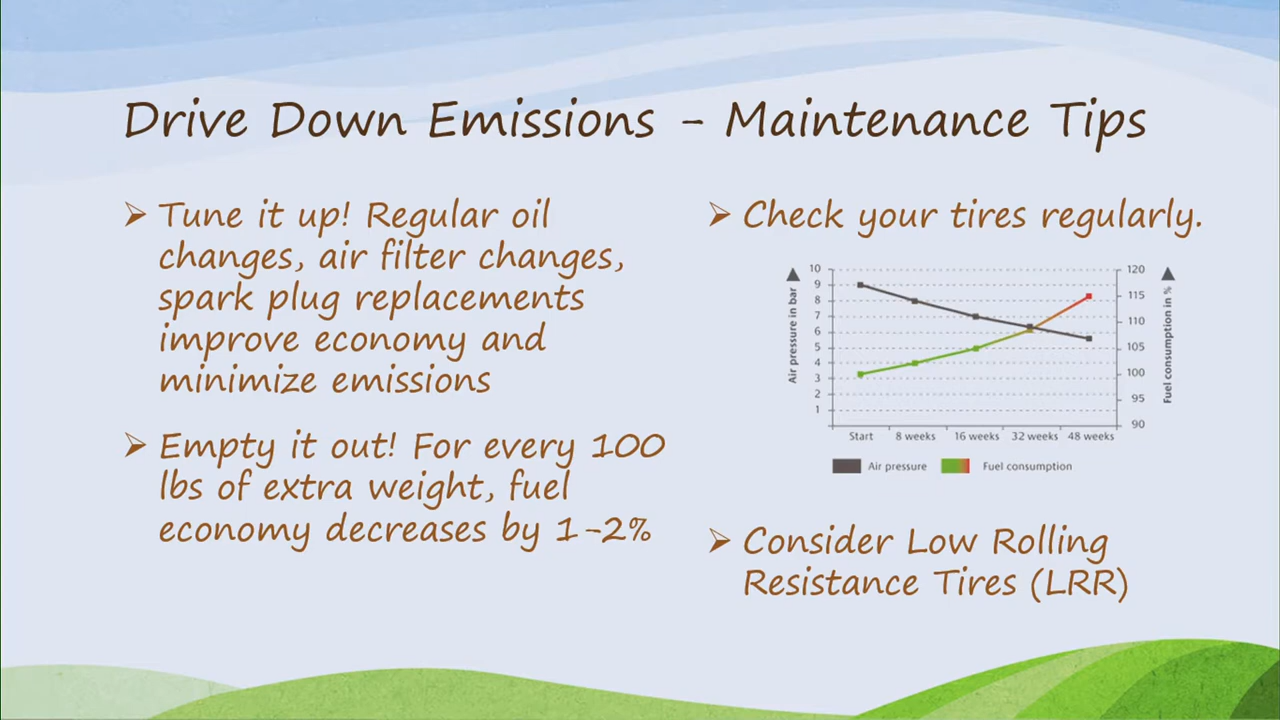 Drive Down Emissions - Maintenance Tips
Tune it up! Regular oil
changes, air filter changes,
spark plug replacements
improve economy and
minimize emissions
Empty it out! For every 100
lbs of extra weight, fuel
economy decreases by 1-2%
Check your tires regularly.
Air pressure in bar
10
9
8
7
6
5
4
3
2
1
120
115
110
105
100
95
90
Fuel consumption in %
Start 8 weeks 16 weeks 32 weeks 48 weeks
Air pressure Fuel consumption
Consider Low Rolling
Resistance Tires (LRR)